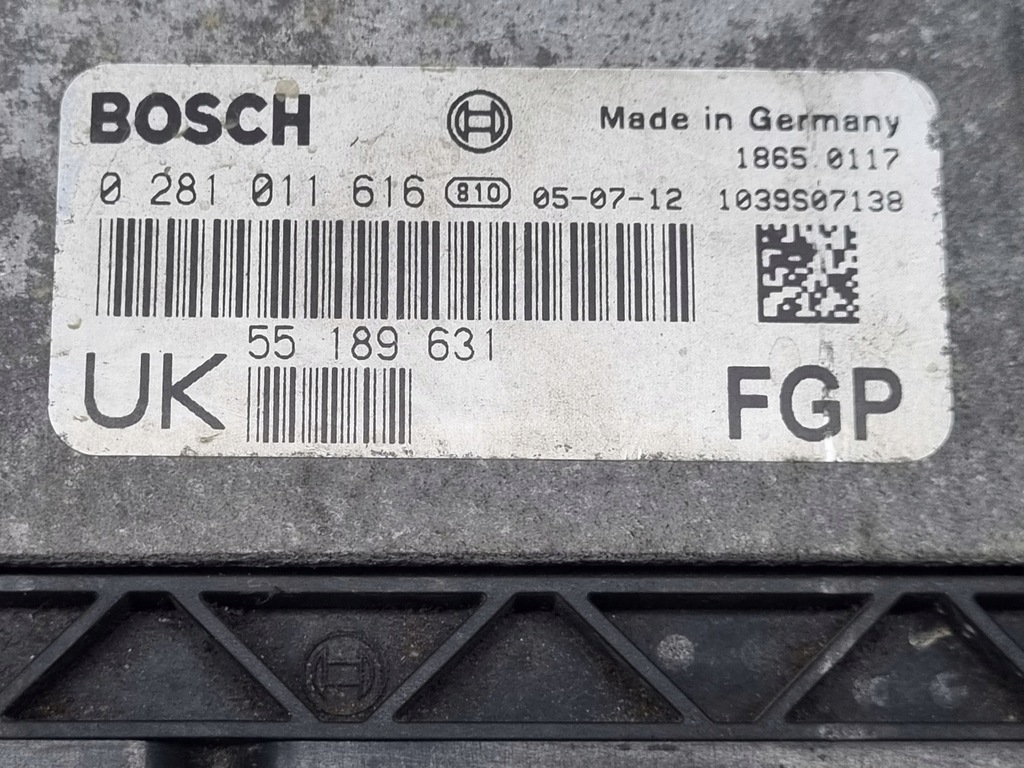 BOSCH
Made in Germany
1865 0117
0 281 011 616 810 05-07-12 1039S07138
55 189 631
UK
FGP